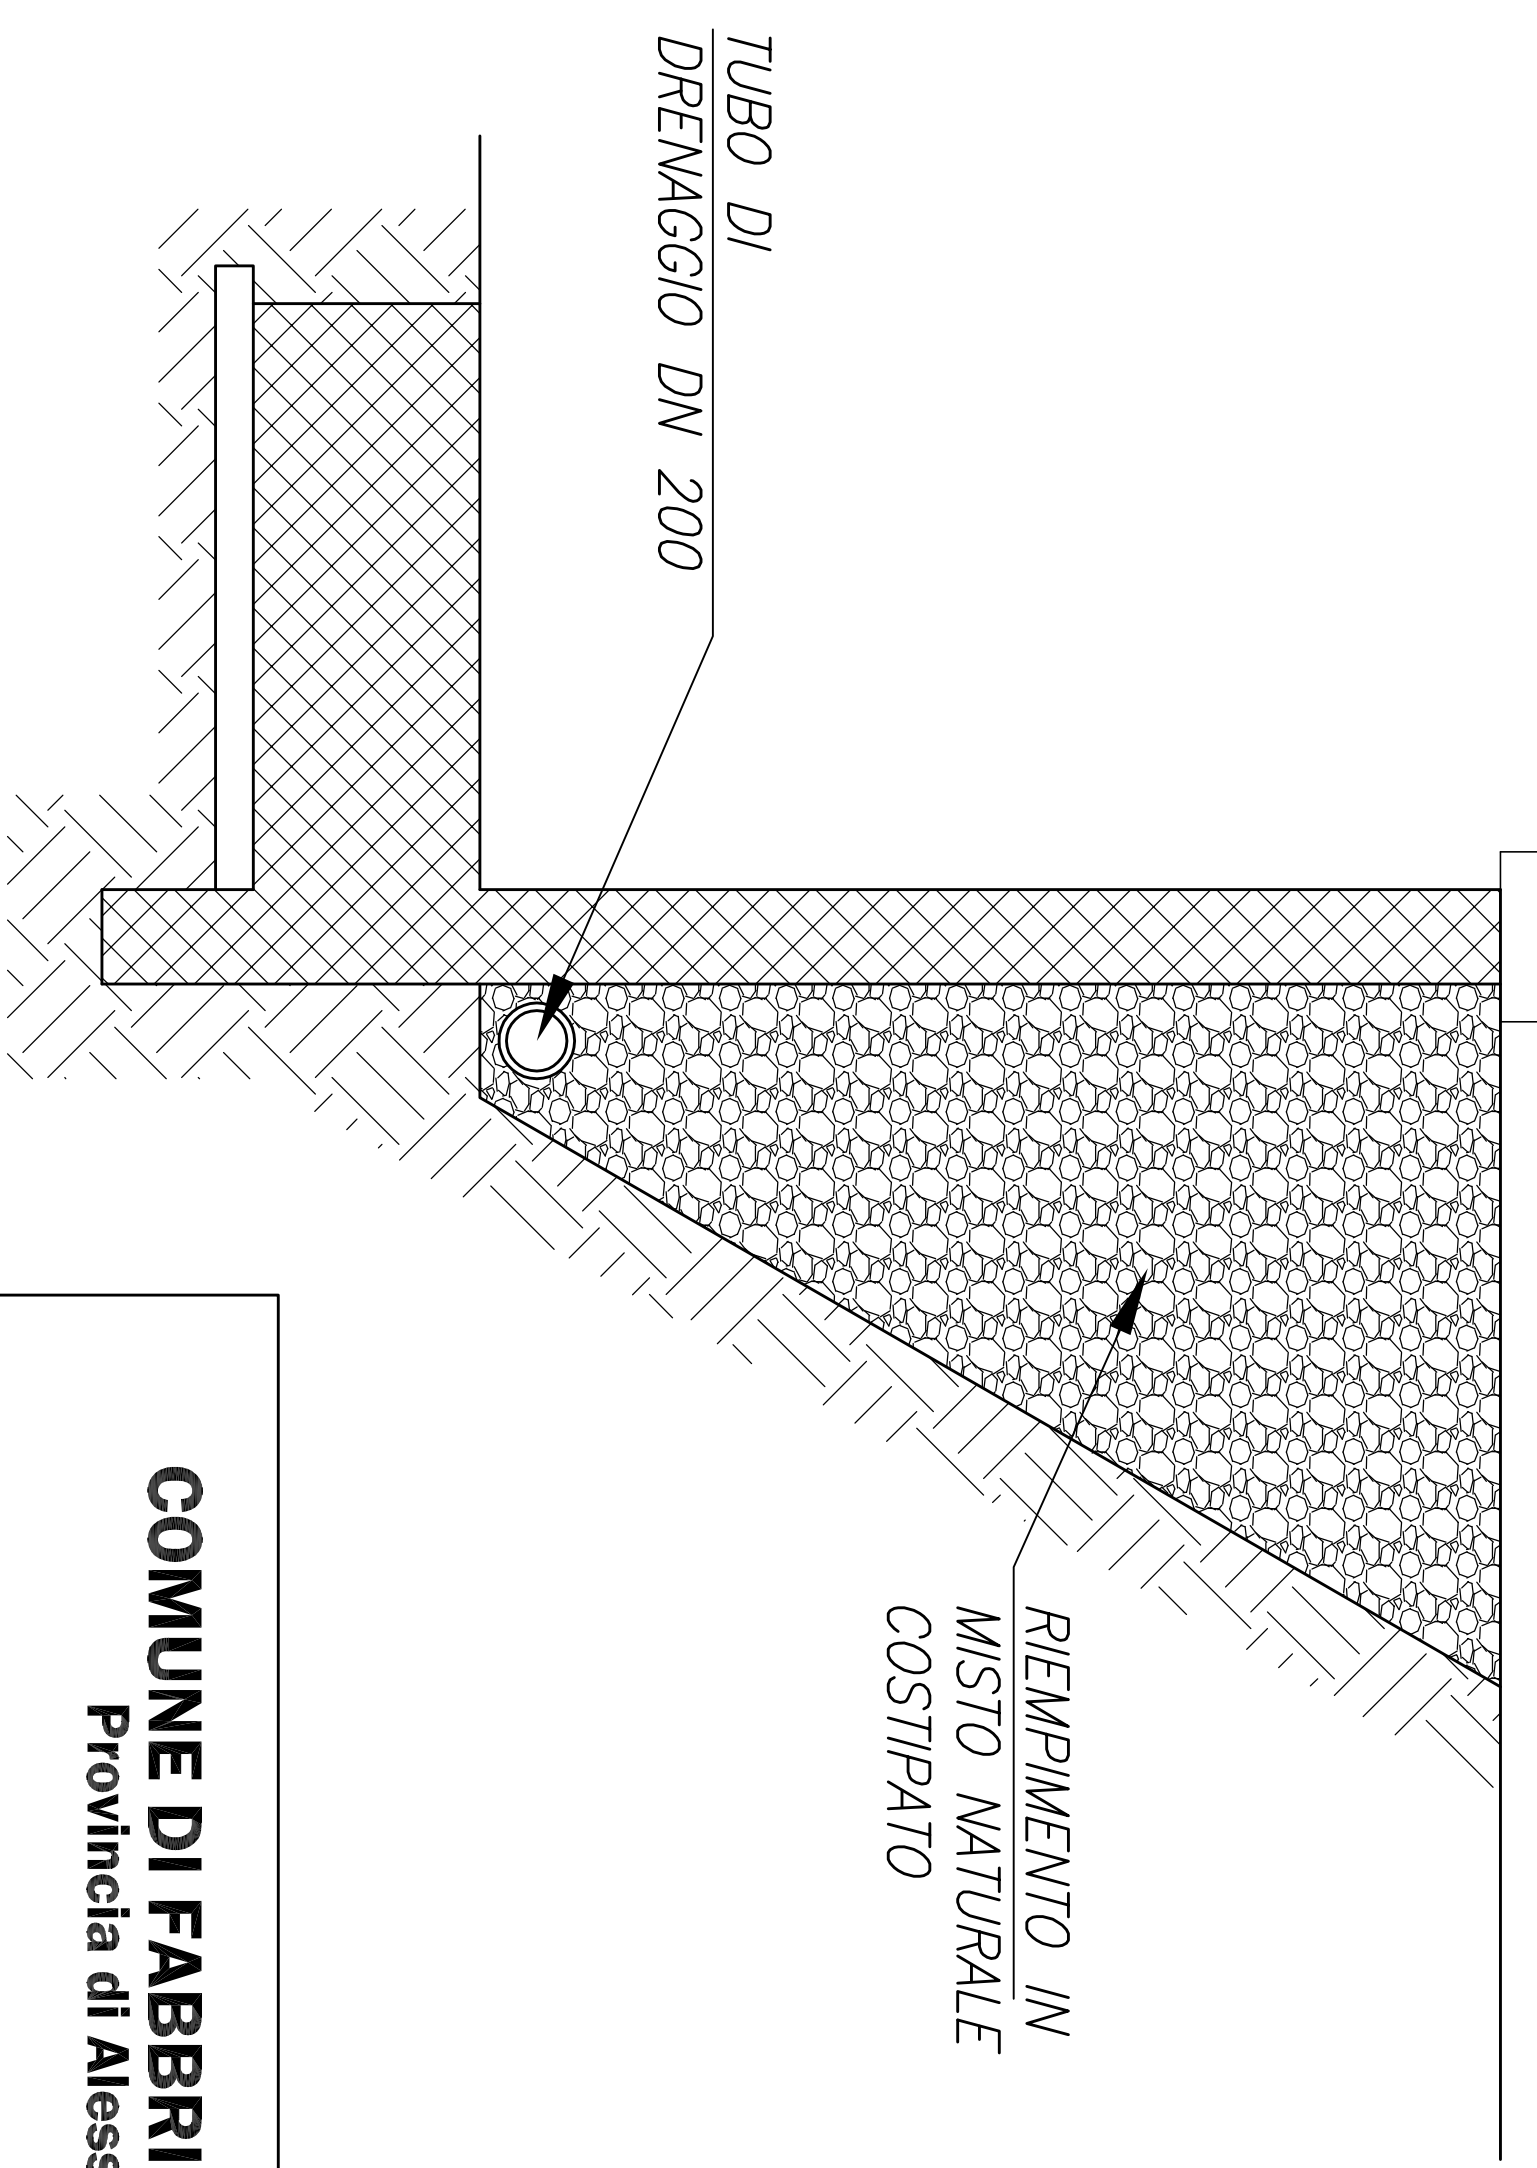 TUBO DI
DRENAGGIO DN 200
RIEMPIMENTO IN
MISTO NATURALE
COSTIPATO
COMUNE DI FABBRI
Provincia di Aless